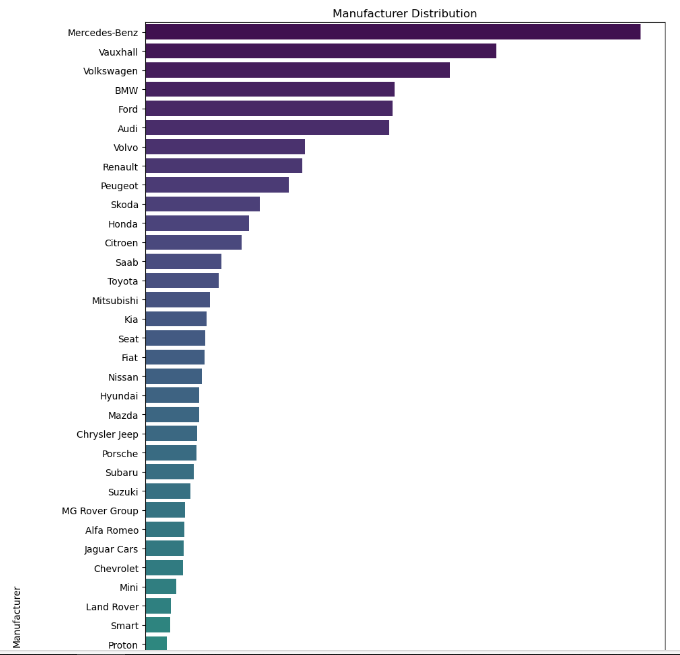 Manufacturer Distribution
Mercedes-Benz
Vauxhall
Volkswagen
BMW
Ford
Audi
Volvo
Renault
Peugeot
Skoda
Honda
Citroen
Saab
Toyota
Mitsubishi
Kia
Seat
Fiat
Nissan
Hyundai
Mazda
Chrysler Jeep
Porsche
Subaru
Suzuki
MG Rover Group
Alfa Romeo
Jaguar Cars
Chevrolet
Mini
Land Rover
Smart
Proton
Manufacturer